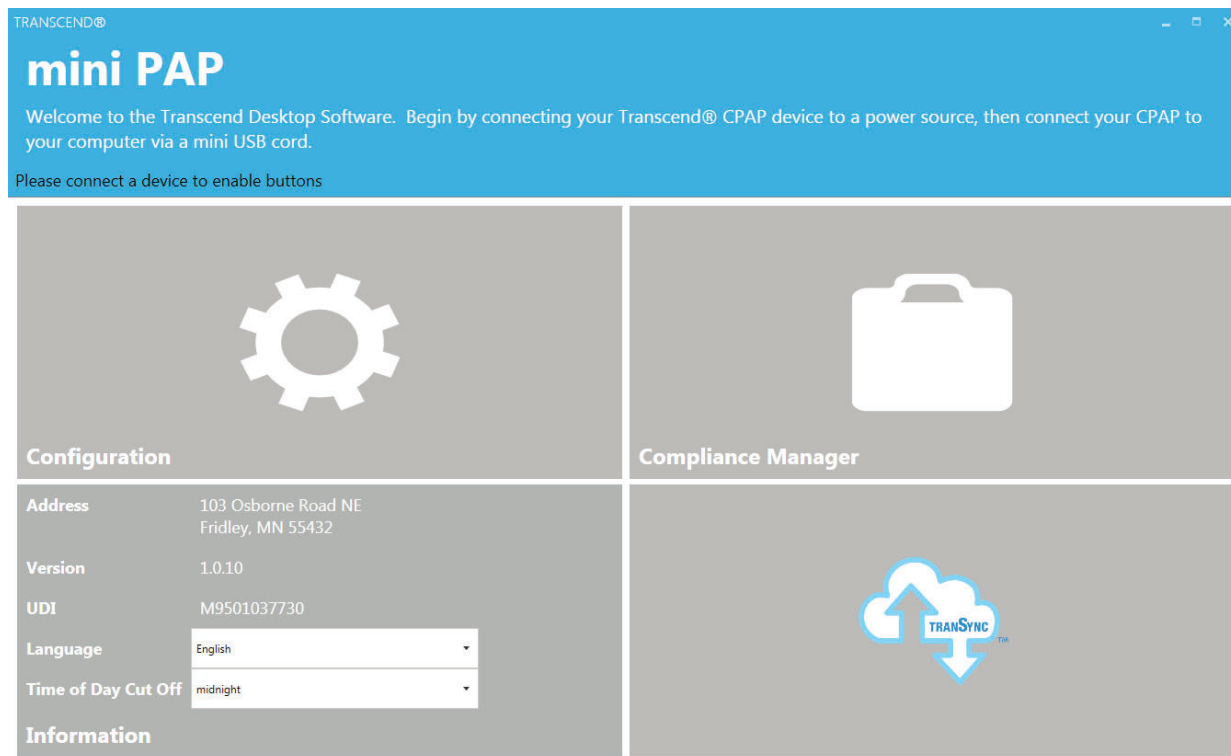 TRANSCEND®
mini PAP
Welcome to the Transcend Desktop Software. Begin by connecting your Transcend® CPAP device to a power source, then connect your CPAP to
your computer via a mini USB cord.
Please connect a device to enable buttons
Configuration
Compliance Manager
Address 103 Osborne Road NE
Fridley, MN 55432
Version 1.0.10
UDI M9501037730
Language English
Time of Day Cut Off midnight
Information
TRANSYNC™